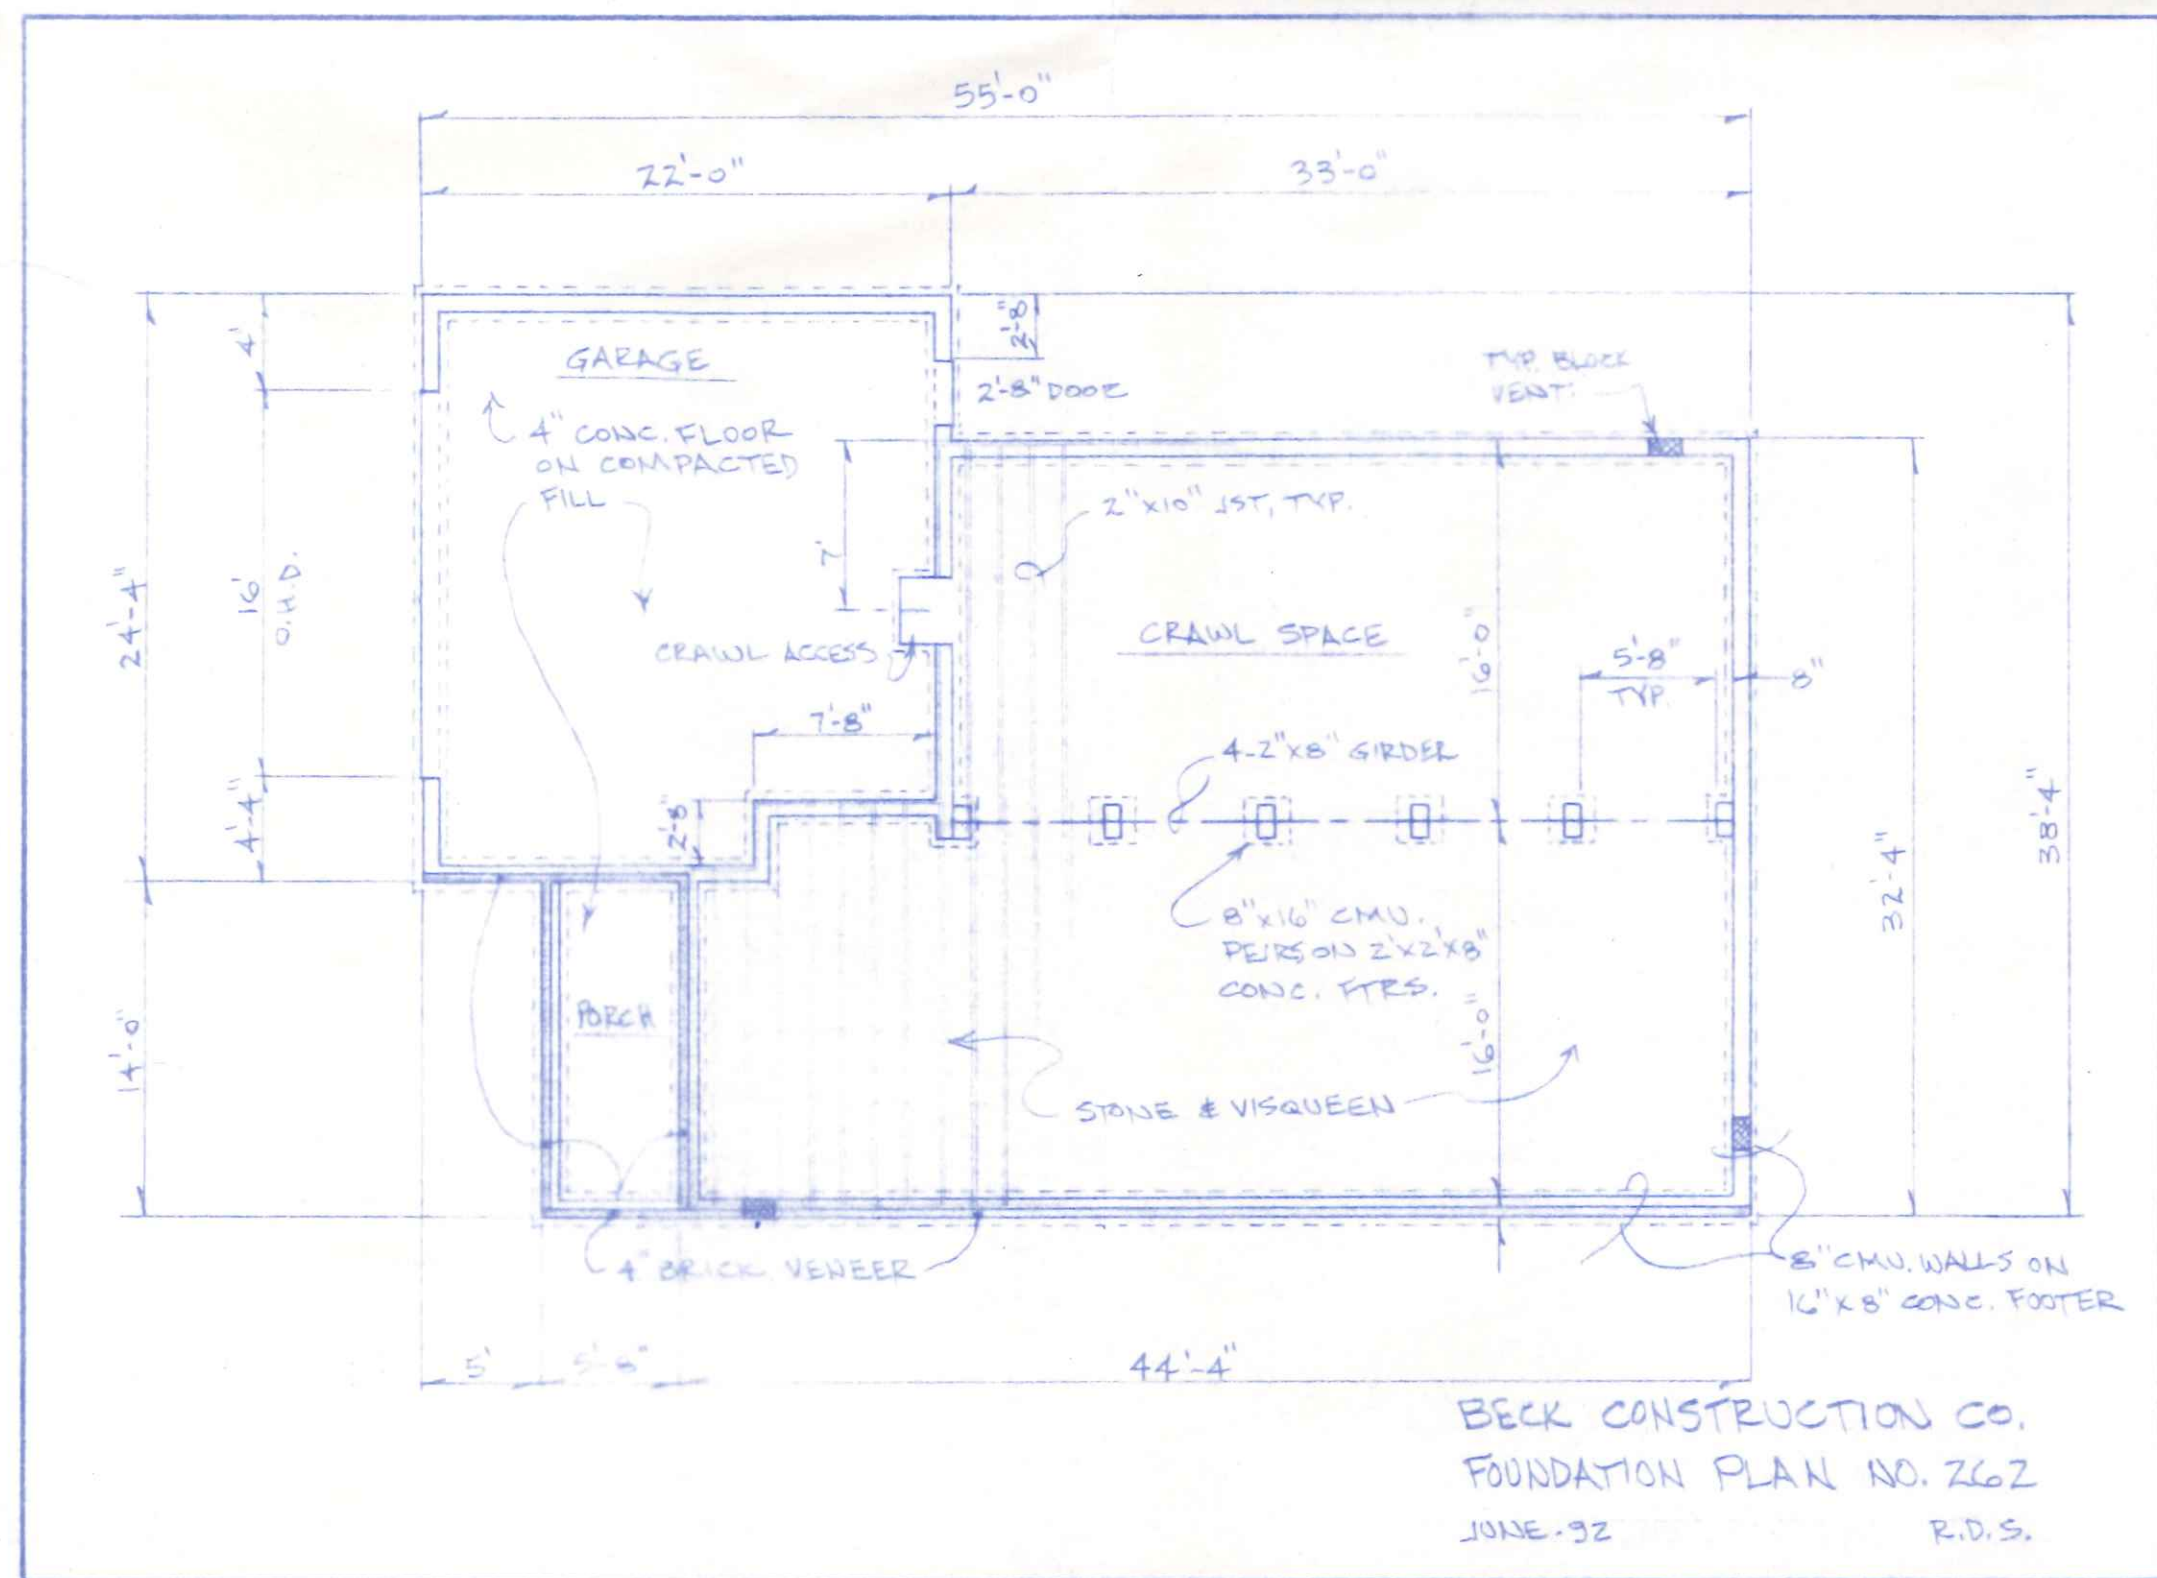 55'-0"
22'-0"
33'-0"
4'
2'-8"
GARAGE
2'-8" DOOR
TYP. BLOCK
VENT.
4" CONC. FLOOR
ON COMPACTED
FILL
2"x10" JST, TYP.
7'
24'-4"
16'
O.H.D.
CRAWL ACCESS
CRAWL SPACE
16'-0"
5'-8"
TYP.
8"
7'-8"
4-2"x8" GIRDER
4'-4"
2'-8"
38'-4"
32'-4"
8"x16" CMU.
PEIRS ON 2'x2'x8"
CONC. FTRS.
PORCH
14'-0"
16'-0"
STONE & VISQUEEN
4" BRICK VENEER
8" CMU. WALLS ON
16"x8" CONC. FOOTER
5'
5'-8"
44'-4"
BECK CONSTRUCTION CO.
FOUNDATION PLAN NO. 262
JUNE-92 R.D.S.